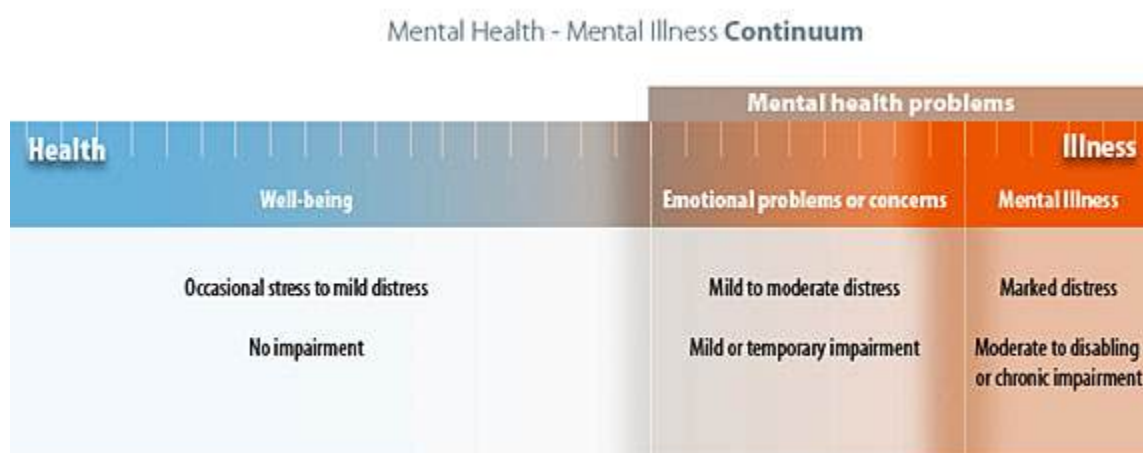 Mental Health - Mental Illness Continuum
Mental health problems
Health
Illness
Well-being
Emotional problems or concerns
Mental Illness
Occasional stress to mild distress
Mild to moderate distress
Marked distress
No impairment
Mild or temporary impairment
Moderate to disabling
or chronic impairment